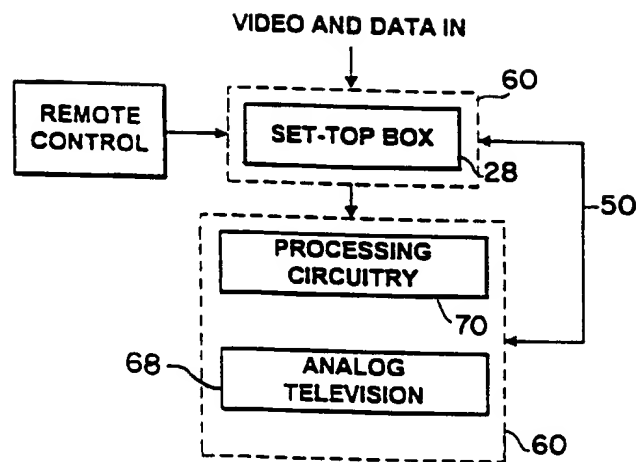 VIDEO AND DATA IN
60
REMOTE
CONTROL
SET-TOP BOX
28
50
PROCESSING
CIRCUITRY
70
68
ANALOG
TELEVISION
60